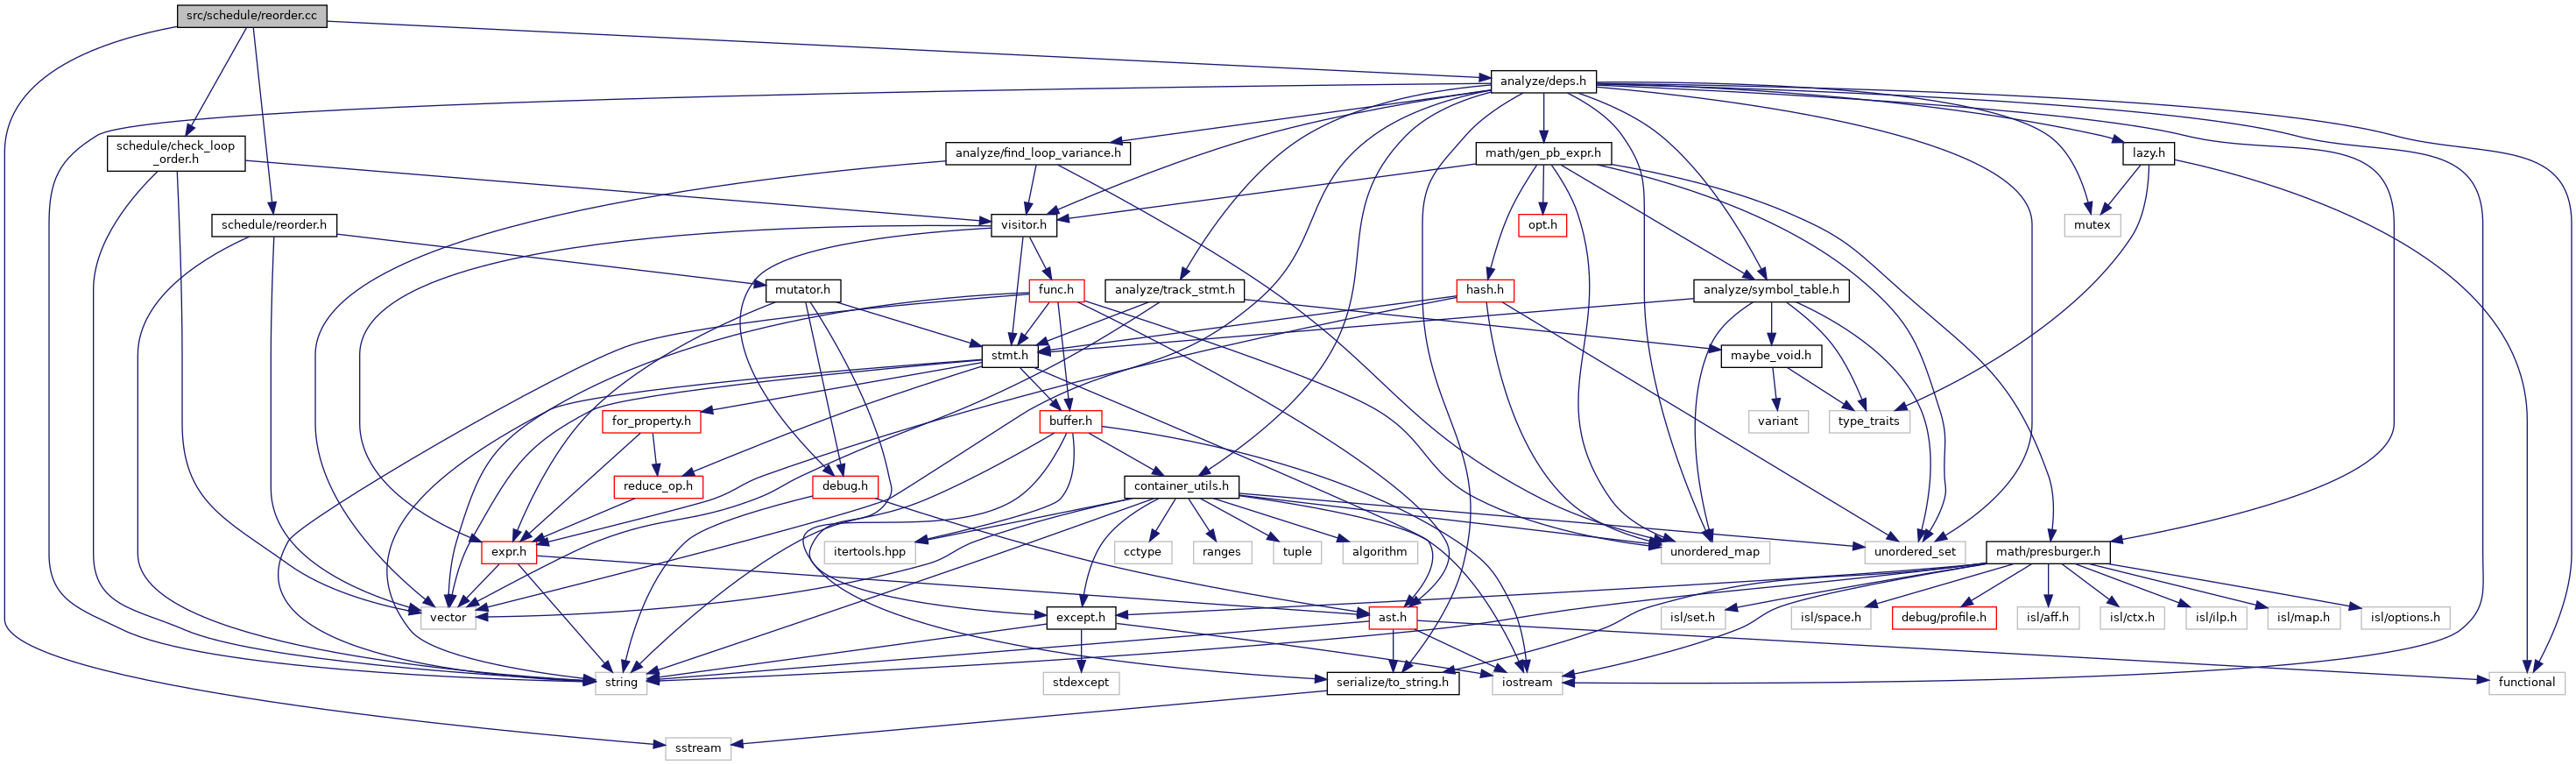 src/schedule/reorder.cc
analyze/deps.h
schedule/check_loop
_order.h
analyze/find_loop_variance.h
math/gen_pb_expr.h
lazy.h
schedule/reorder.h
visitor.h
opt.h
mutex
mutator.h
func.h
analyze/track_stmt.h
hash.h
analyze/symbol_table.h
stmt.h
maybe_void.h
for_property.h
buffer.h
variant
type_traits
reduce_op.h
debug.h
container_utils.h
expr.h
itertools.hpp
cctype
ranges
tuple
algorithm
unordered_map
unordered_set
math/presburger.h
vector
except.h
ast.h
isl/set.h
isl/space.h
debug/profile.h
isl/aff.h
isl/ctx.h
isl/ilp.h
isl/map.h
isl/options.h
string
stdexcept
serialize/to_string.h
iostream
functional
sstream